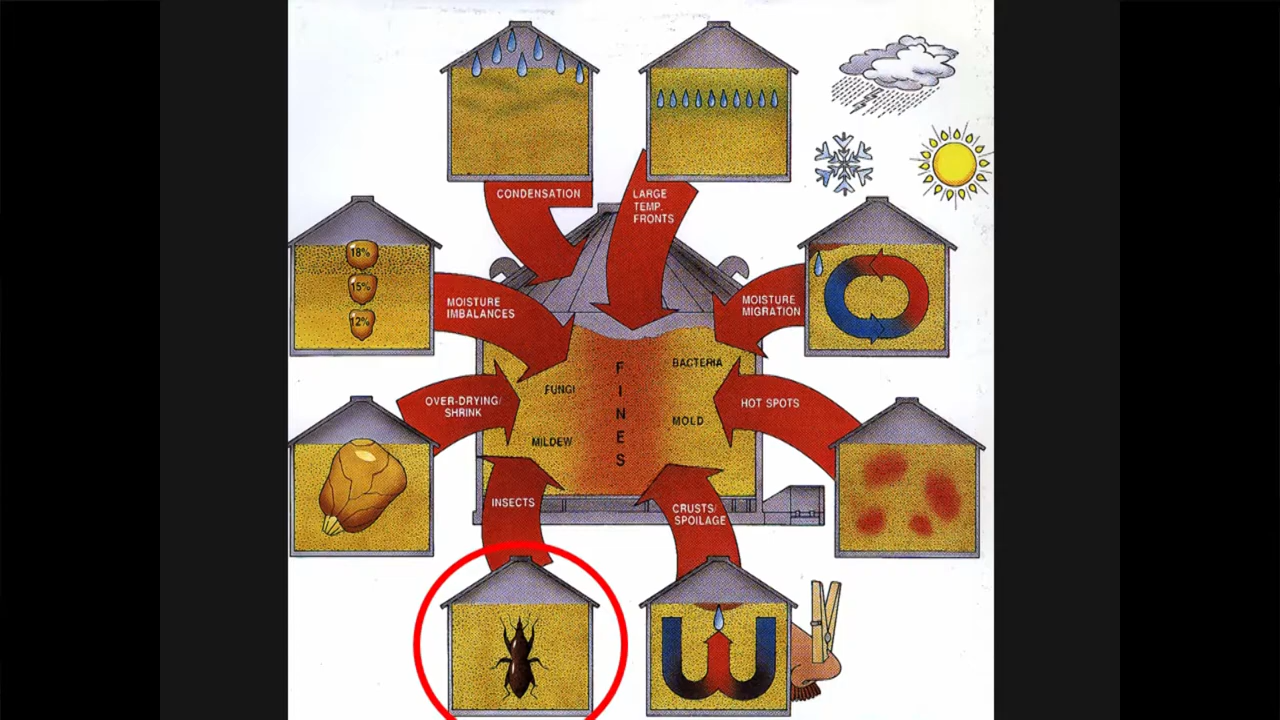 CONDENSATION
LARGE
TEMP.
FRONTS
18%
15%
12%
MOISTURE
IMBALANCES
MOISTURE
MIGRATION
FINES
BACTERIA
FUNGI
OVER-DRYING/
SHRINK
HOT SPOTS
MOLD
MILDEW
INSECTS
CRUSTS/
SPOILAGE